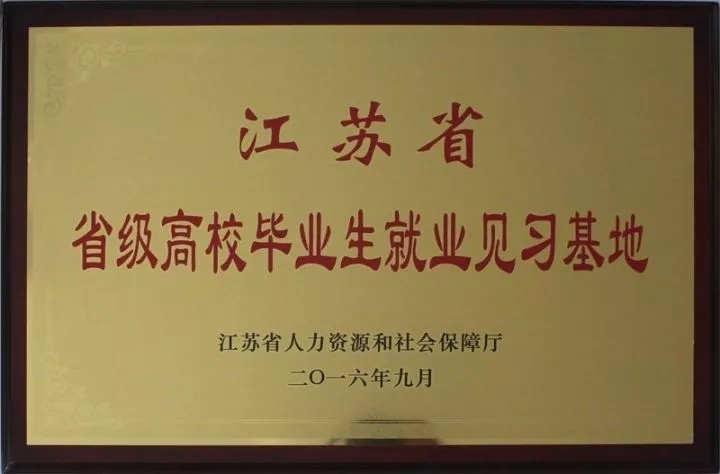 江苏省
省级高校毕业生就业见习基地
江苏省人力资源和社会保障厅
二〇一六年九月